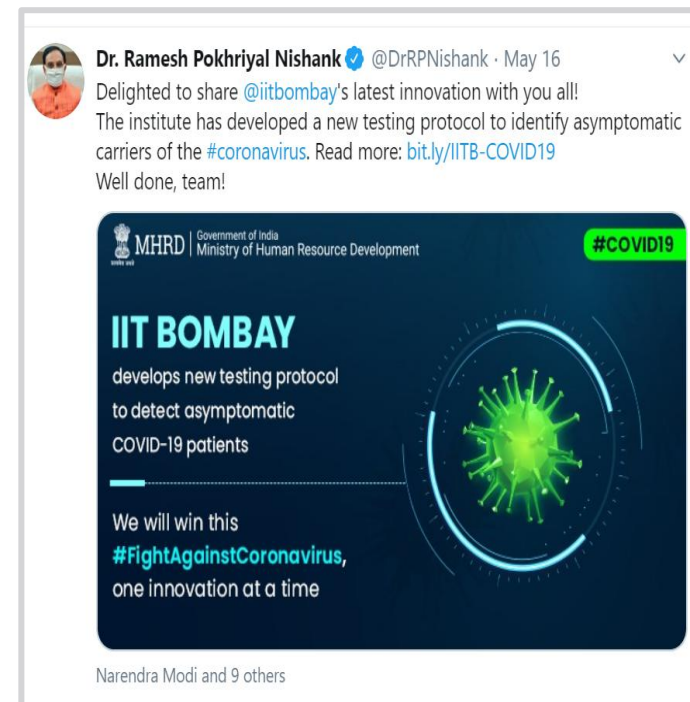 Dr. Ramesh Pokhriyal Nishank @DrRPNishank · May 16
Delighted to share @iitbombay's latest innovation with you all!
The institute has developed a new testing protocol to identify asymptomatic
carriers of the #coronavirus. Read more: bit.ly/IITB-COVID19
Well done, team!
MHRD | Government of India
Ministry of Human Resource Development
#COVID19
IIT BOMBAY
develops new testing protocol
to detect asymptomatic
COVID-19 patients
We will win this
#FightAgainstCoronavirus,
one innovation at a time
Narendra Modi and 9 others